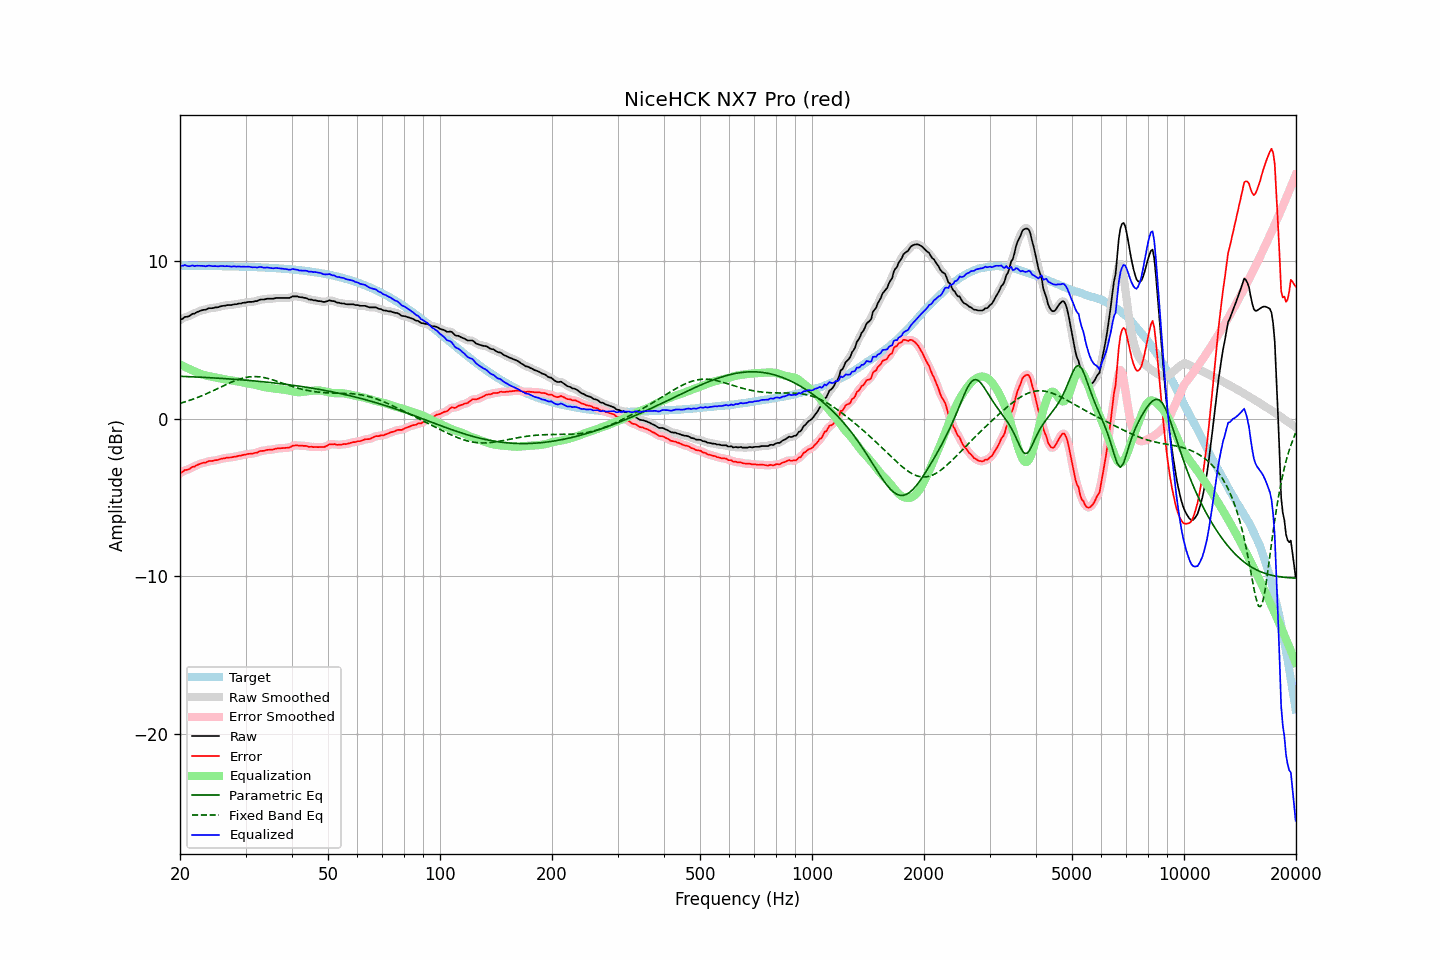 NiceHCK NX7 Pro (red)
Amplitude (dBr)
10
0
−10
−20
Target
Raw Smoothed
Error Smoothed
Raw
Error
Equalization
Parametric Eq
Fixed Band Eq
Equalized
20 50 100 200 500 1000 2000 5000 10000 20000
Frequency (Hz)